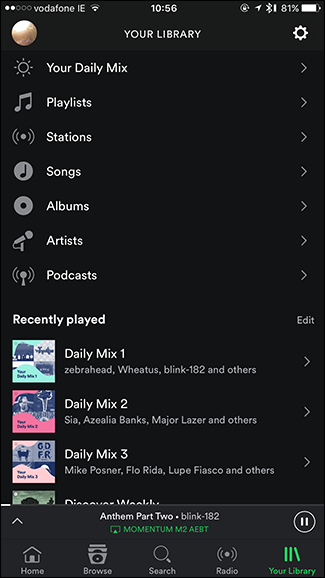 vodafone IE 10:56 81%
YOUR LIBRARY
Your Daily Mix
Playlists
Stations
Songs
Albums
Artists
Podcasts
Recently played Edit
Daily Mix 1
zebrahead, Wheatus, blink-182 and others
Your
Daily Mix 1
Daily Mix 2
Sia, Azealia Banks, Major Lazer and others
Your
Daily Mix 2
G D
F R
Daily Mix 3
Mike Posner, Flo Rida, Lupe Fiasco and others
Your
Daily Mix 3
Discover Weekly
Anthem Part Two • blink-182
MOMENTUM M2 AEBT
Home Browse Search Radio Your Library